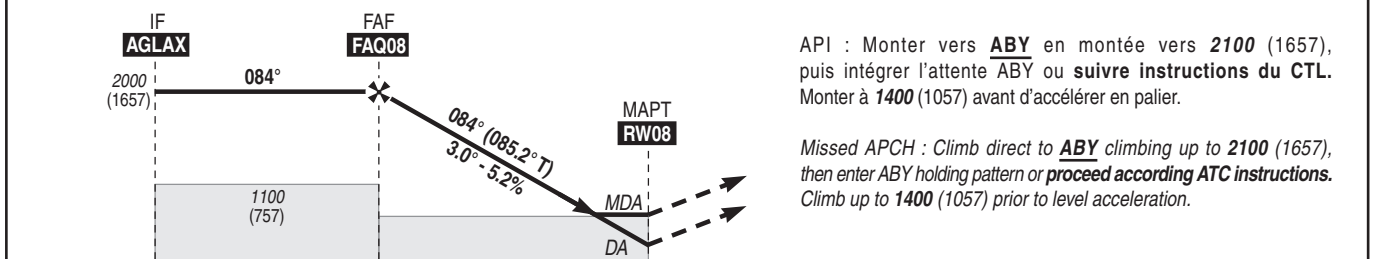 IF
AGLAX
FAF
FAQ08
2000
(1657)
084°
084° (085.2° T)
3.0° - 5.2%
MAPT
RW08
1100
(757)
MDA
DA
API : Monter vers ABY en montée vers 2100 (1657),
puis intégrer l'attente ABY ou suivre instructions du CTL.
Monter à 1400 (1057) avant d'accélérer en palier.
Missed APCH : Climb direct to ABY climbing up to 2100 (1657),
then enter ABY holding pattern or proceed according ATC instructions.
Climb up to 1400 (1057) prior to level acceleration.